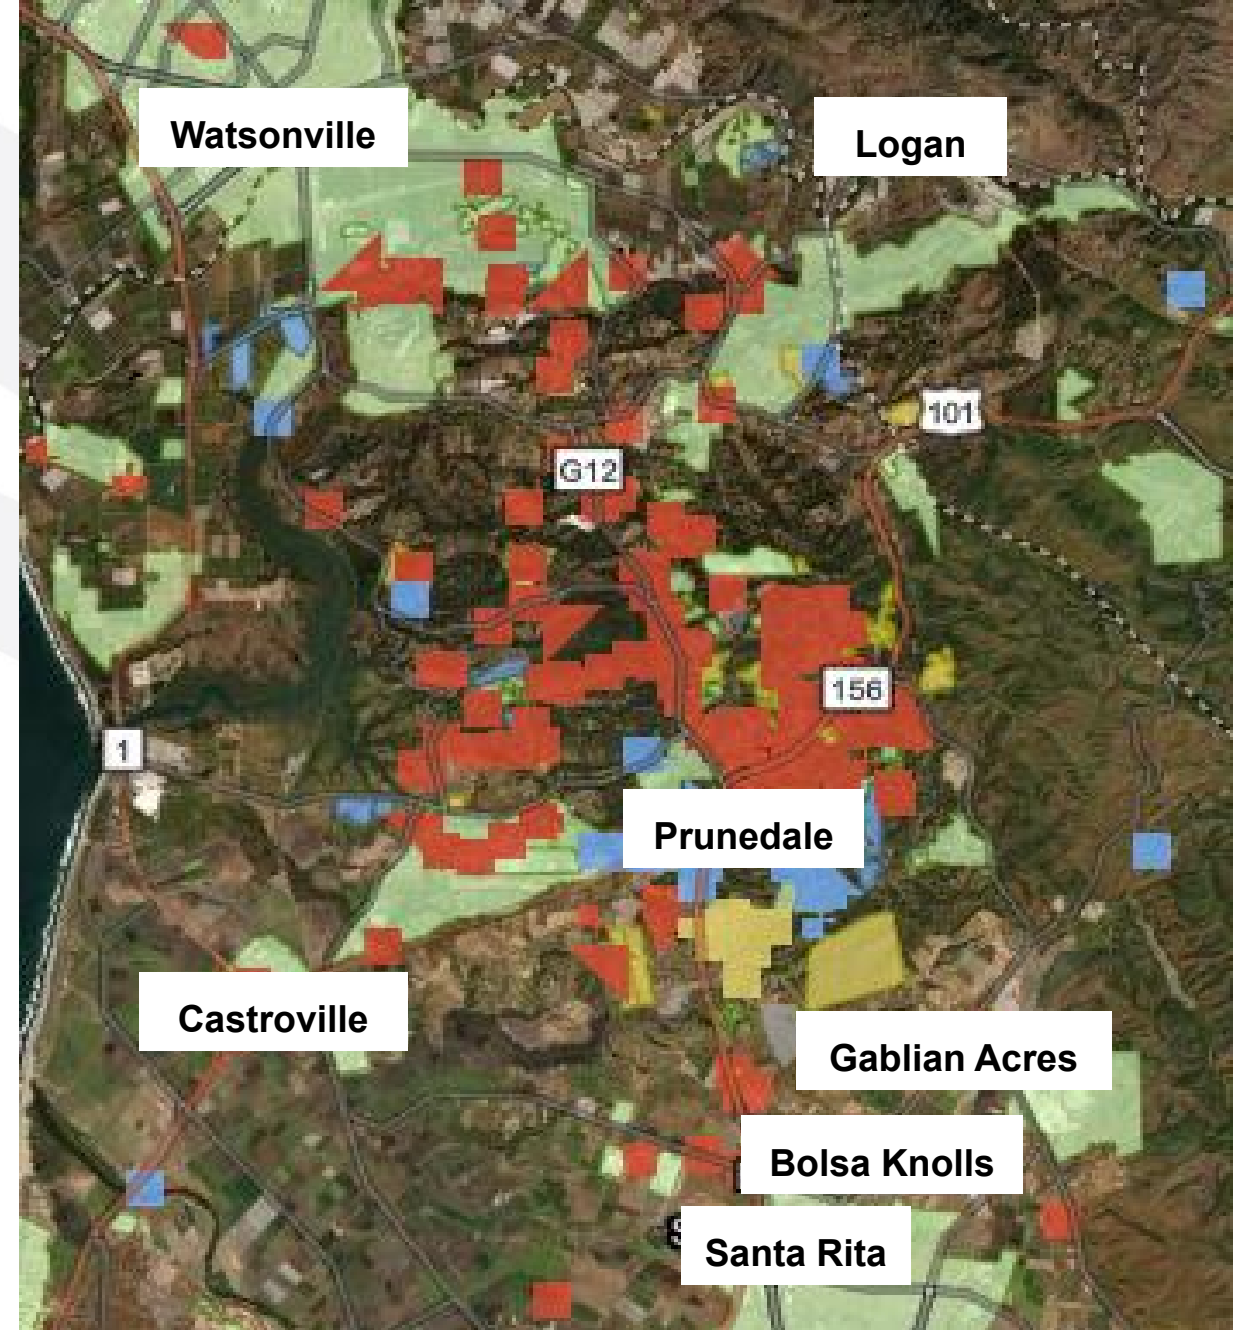 Watsonville
Logan
101
G12
156
1
Prunedale
Castroville
Gablian Acres
Bolsa Knolls
Santa Rita